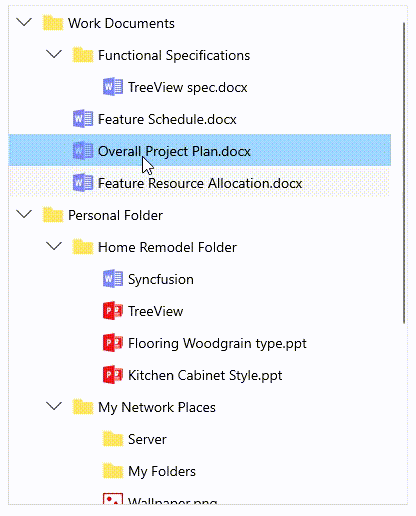 Work Documents
Functional Specifications
TreeView spec.docx
Feature Schedule.docx
Overall Project Plan.docx
Feature Resource Allocation.docx
Personal Folder
Home Remodel Folder
Syncfusion
TreeView
Flooring Woodgrain type.ppt
Kitchen Cabinet Style.ppt
My Network Places
Server
My Folders
Wallpaper.png